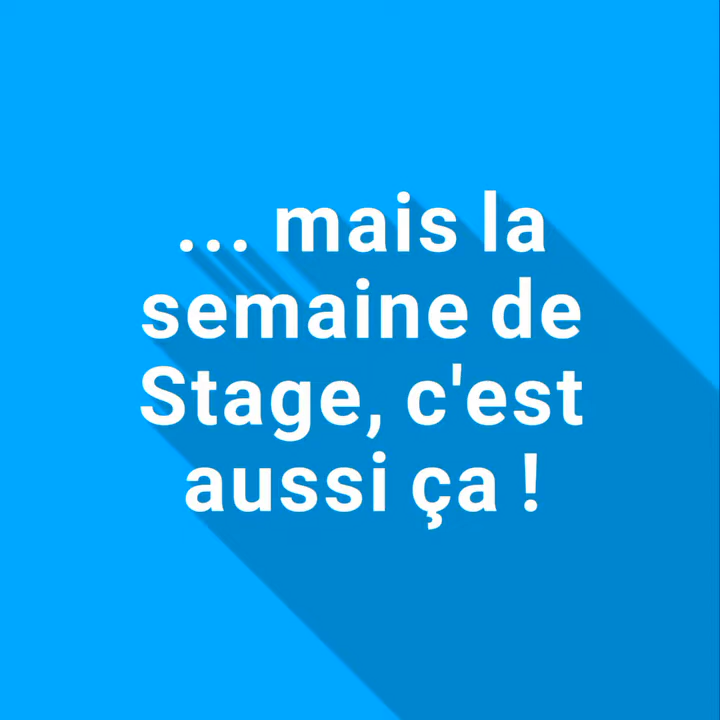 ... mais la
semaine de
Stage, c'est
aussi ça !